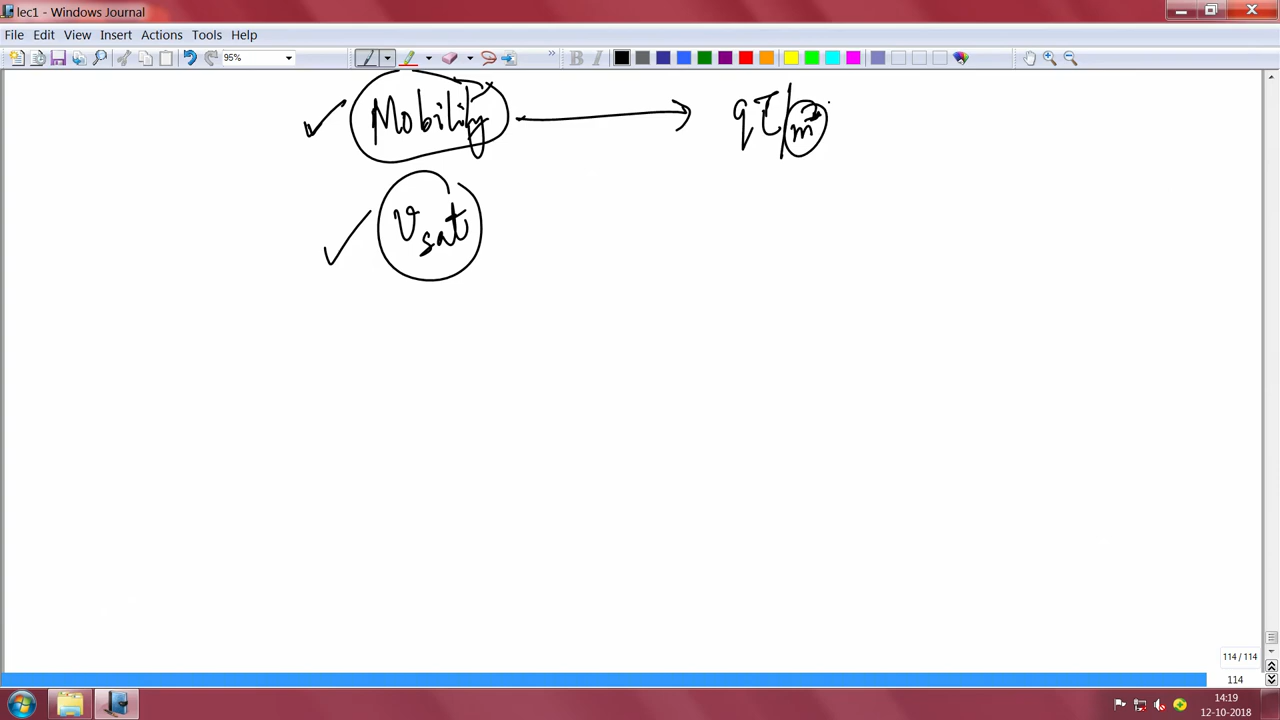 lec1 - Windows Journal
File Edit View Insert Actions Tools Help
95% » B I
Mobility → qτ/m*
vsat
114 / 114
114
14:19
12-10-2018